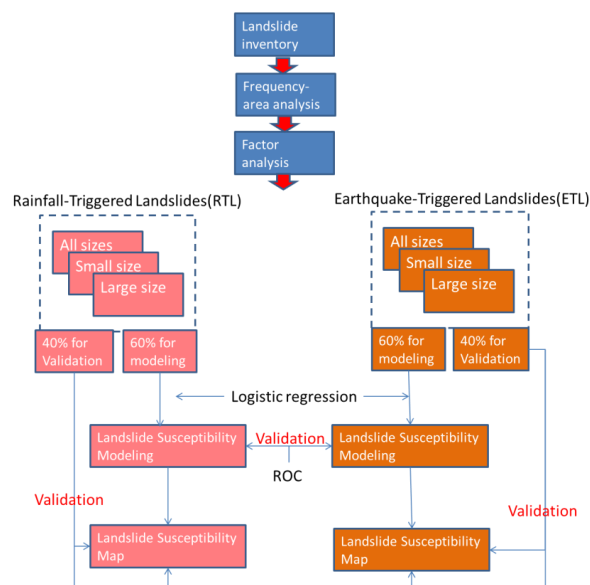 Landslide
inventory
Frequency-
area analysis
Factor
analysis
Rainfall-Triggered Landslides(RTL)
Earthquake-Triggered Landslides(ETL)
All sizes
Small size
Large size
All sizes
Small size
Large size
40% for
Validation
60% for
modeling
60% for
modeling
40% for
Validation
Logistic regression
Landslide Susceptibility
Modeling
Validation
Landslide Susceptibility
Modeling
ROC
Validation
Validation
Landslide Susceptibility
Map
Landslide Susceptibility
Map